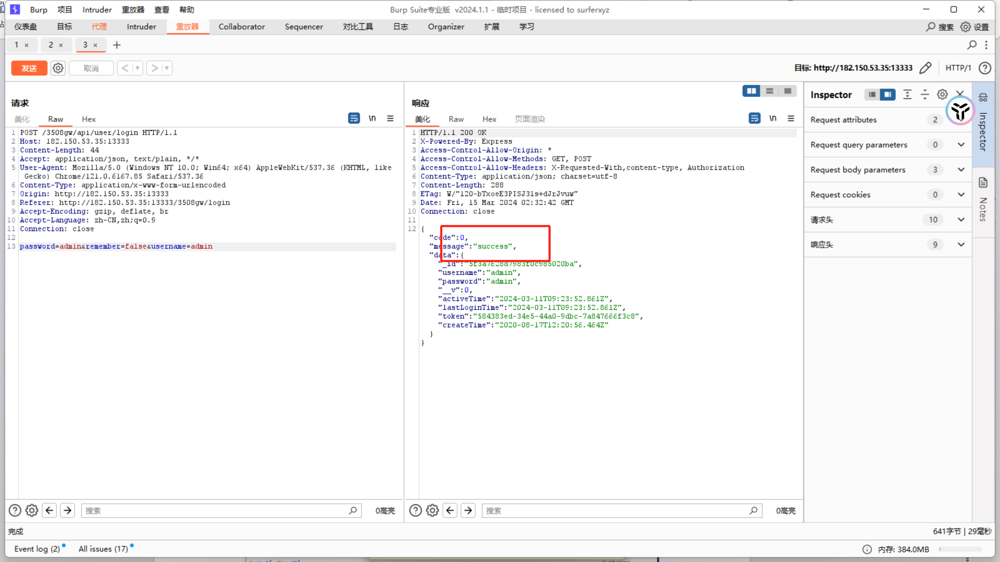 Burp 项目 Intruder 重放器 查看 帮助 Burp Suite专业版 v2024.1.1 - 临时项目 - licensed to surferxyz
仪表盘 目标 代理 Intruder 重放器 Collaborator Sequencer 对比工具 日志 Organizer 扩展 学习 搜索 设置
1 × 2 × 3 × +
发送 取消 < > 目标: http://182.150.53.35:13333 HTTP/1
请求
美化 Raw Hex \n
1 POST /3508gw/api/user/login HTTP/1.1
2 Host: 182.150.53.35:13333
3 Content-Length: 44
4 Accept: application/json, text/plain, */*
5 User-Agent: Mozilla/5.0 (Windows NT 10.0; Win64; x64) AppleWebKit/537.36 (KHTML, like
Gecko) Chrome/121.0.6167.85 Safari/537.36
6 Content-Type: application/x-www-form-urlencoded
7 Origin: http://182.150.53.35:13333
8 Referer: http://182.150.53.35:13333/3508gw/login
9 Accept-Encoding: gzip, deflate, br
10 Accept-Language: zh-CN,zh;q=0.9
11 Connection: close
12
13 password=admin&remember=false&username=admin
搜索 0高亮
响应
美化 Raw Hex 页面渲染 \n
1 HTTP/1.1 200 OK
2 X-Powered-By: Express
3 Access-Control-Allow-Origin: *
4 Access-Control-Allow-Methods: GET, POST
5 Access-Control-Allow-Headers: X-Requested-With,content-type, Authorization
6 Content-Type: application/json; charset=utf-8
7 Content-Length: 288
8 ETag: W/"120-bTxoeE3PISJ3ls+dJrJvuw"
9 Date: Fri, 15 Mar 2024 02:32:42 GMT
10 Connection: close
11
12 {
"code":0,
"message":"success",
"data":{
"_id":"5f3a7628d7983f0c985020ba",
"username":"admin",
"password":"admin",
"__v":0,
"activeTime":"2024-03-11T09:23:52.861Z",
"lastLoginTime":"2024-03-11T09:23:52.861Z",
"token":"584383ed-34e5-44a0-9dbc-7a847666f3c8",
"createTime":"2020-08-17T12:20:56.464Z"
}
}
搜索 0高亮
Inspector
Request attributes 2
Request query parameters 0
Request body parameters 3
Request cookies 0
请求头 10
响应头 9
Inspector
Notes
完成 641字节 | 29毫秒
Event log (2) All issues (17) 内存: 384.0MB